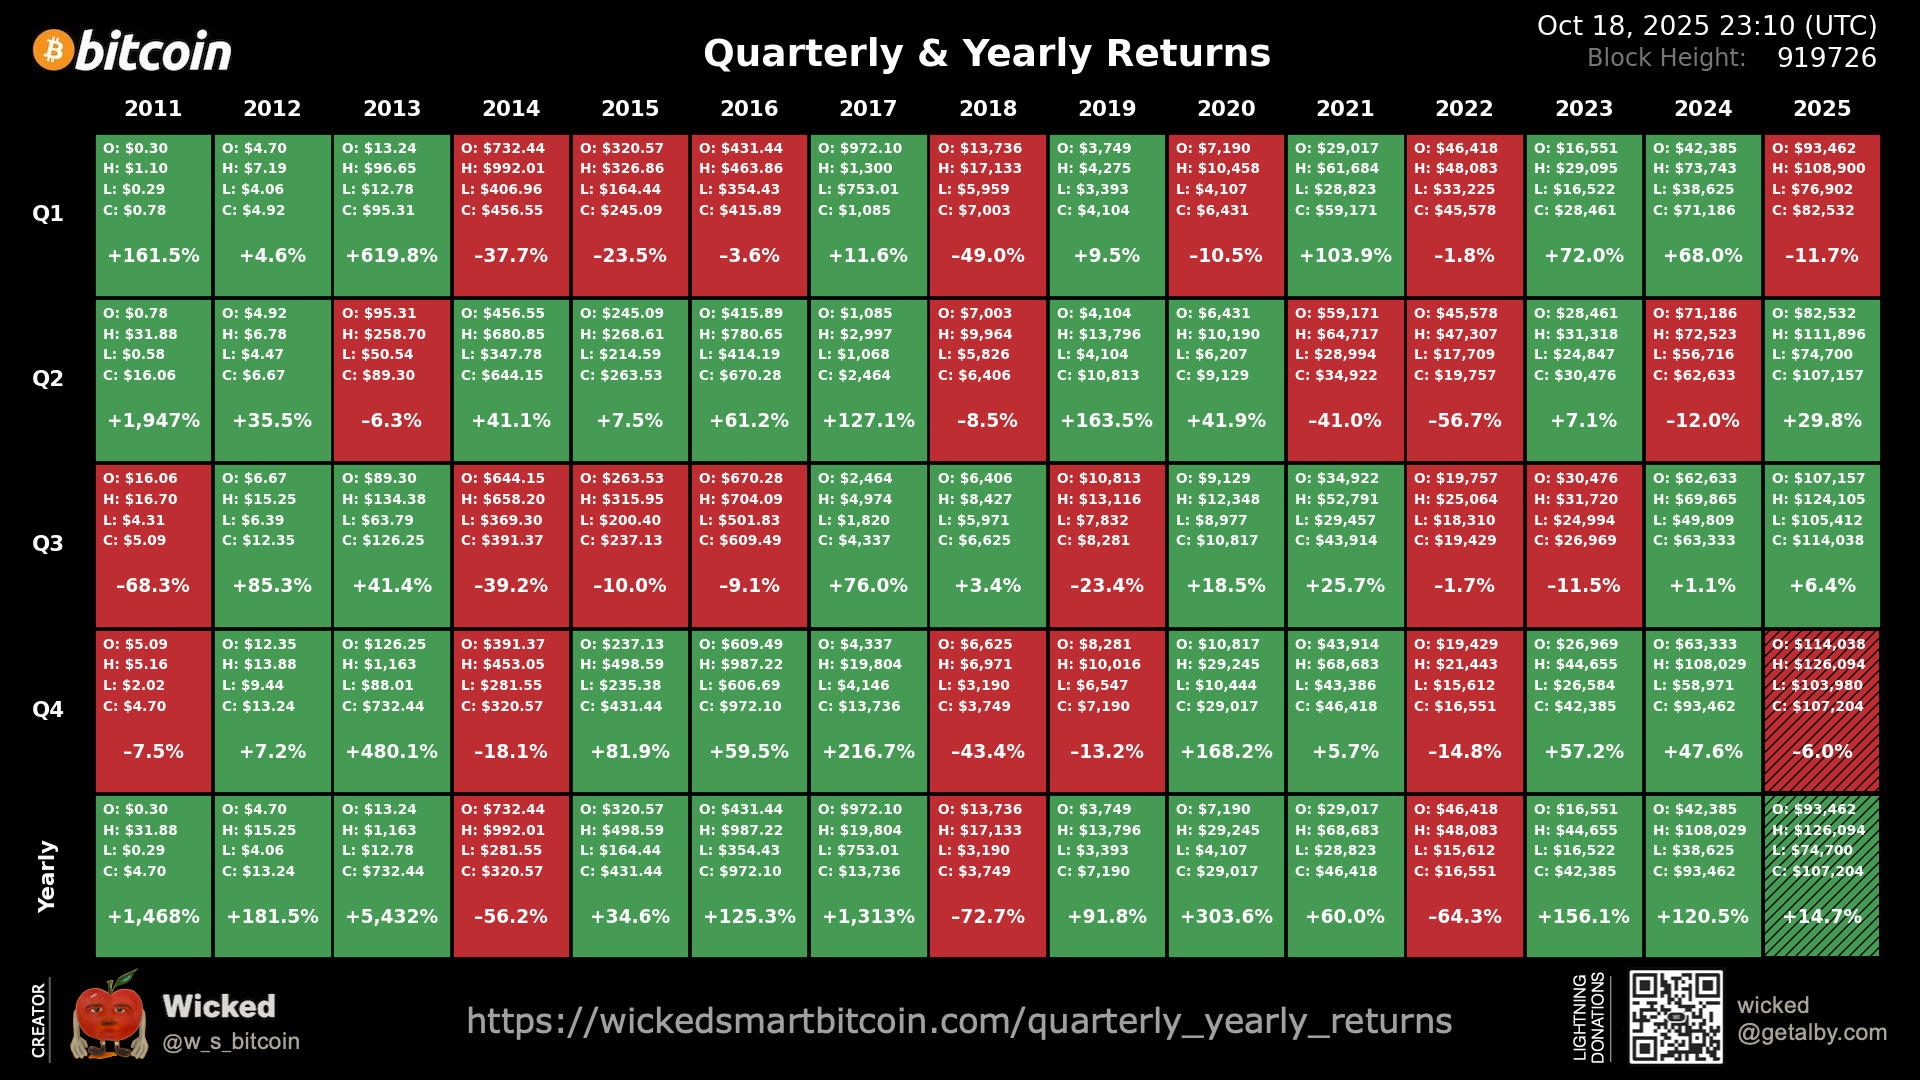 bitcoin
Quarterly & Yearly Returns
Oct 18, 2025 23:10 (UTC)
Block Height: 919726
2011 2012 2013 2014 2015 2016 2017 2018 2019 2020 2021 2022 2023 2024 2025
Q1
O: $0.30 O: $4.70 O: $13.24 O: $732.44 O: $320.57 O: $431.44 O: $972.10 O: $13,736 O: $3,749 O: $7,190 O: $29,017 O: $46,418 O: $16,551 O: $42,385 O: $93,462
H: $1.10 H: $7.19 H: $96.65 H: $992.01 H: $326.86 H: $463.86 H: $1,300 H: $17,133 H: $4,275 H: $10,458 H: $61,684 H: $48,083 H: $29,095 H: $73,743 H: $108,900
L: $0.29 L: $4.06 L: $12.78 L: $406.96 L: $164.44 L: $354.43 L: $753.01 L: $5,959 L: $3,393 L: $4,107 L: $28,823 L: $33,225 L: $16,522 L: $38,625 L: $76,902
C: $0.78 C: $4.92 C: $95.31 C: $456.55 C: $245.09 C: $415.89 C: $1,085 C: $7,003 C: $4,104 C: $6,431 C: $59,171 C: $45,578 C: $28,461 C: $71,186 C: $82,532
+161.5% +4.6% +619.8% –37.7% –23.5% –3.6% +11.6% –49.0% +9.5% –10.5% +103.9% –1.8% +72.0% +68.0% –11.7%
Q2
O: $0.78 O: $4.92 O: $95.31 O: $456.55 O: $245.09 O: $415.89 O: $1,085 O: $7,003 O: $4,104 O: $6,431 O: $59,171 O: $45,578 O: $28,461 O: $71,186 O: $82,532
H: $31.88 H: $6.78 H: $258.70 H: $680.85 H: $268.61 H: $780.65 H: $2,997 H: $9,964 H: $13,796 H: $10,190 H: $64,717 H: $47,307 H: $31,318 H: $72,523 H: $111,896
L: $0.58 L: $4.47 L: $50.54 L: $347.78 L: $214.59 L: $414.19 L: $1,068 L: $5,826 L: $4,104 L: $6,207 L: $28,994 L: $17,709 L: $24,847 L: $56,716 L: $74,700
C: $16.06 C: $6.67 C: $89.30 C: $644.15 C: $263.53 C: $670.28 C: $2,464 C: $6,406 C: $10,813 C: $9,129 C: $34,922 C: $19,757 C: $30,476 C: $62,633 C: $107,157
+1,947% +35.5% –6.3% +41.1% +7.5% +61.2% +127.1% –8.5% +163.5% +41.9% –41.0% –56.7% +7.1% –12.0% +29.8%
Q3
O: $16.06 O: $6.67 O: $89.30 O: $644.15 O: $263.53 O: $670.28 O: $2,464 O: $6,406 O: $10,813 O: $9,129 O: $34,922 O: $19,757 O: $30,476 O: $62,633 O: $107,157
H: $16.70 H: $15.25 H: $134.38 H: $658.20 H: $315.95 H: $704.09 H: $4,974 H: $8,427 H: $13,116 H: $12,348 H: $52,791 H: $25,064 H: $31,720 H: $69,865 H: $124,105
L: $4.31 L: $6.39 L: $63.79 L: $369.30 L: $200.40 L: $501.83 L: $1,820 L: $5,971 L: $7,832 L: $8,977 L: $29,457 L: $18,310 L: $24,994 L: $49,809 L: $105,412
C: $5.09 C: $12.35 C: $126.25 C: $391.37 C: $237.13 C: $609.49 C: $4,337 C: $6,625 C: $8,281 C: $10,817 C: $43,914 C: $19,429 C: $26,969 C: $63,333 C: $114,038
–68.3% +85.3% +41.4% –39.2% –10.0% –9.1% +76.0% +3.4% –23.4% +18.5% +25.7% –1.7% –11.5% +1.1% +6.4%
Q4
O: $5.09 O: $12.35 O: $126.25 O: $391.37 O: $237.13 O: $609.49 O: $4,337 O: $6,625 O: $8,281 O: $10,817 O: $43,914 O: $19,429 O: $26,969 O: $63,333 O: $114,038
H: $5.16 H: $13.88 H: $1,163 H: $453.05 H: $498.59 H: $987.22 H: $19,804 H: $6,971 H: $10,016 H: $29,245 H: $68,683 H: $21,443 H: $44,655 H: $108,029 H: $126,094
L: $2.02 L: $9.44 L: $88.01 L: $281.55 L: $235.38 L: $606.69 L: $4,146 L: $3,190 L: $6,547 L: $10,444 L: $43,386 L: $15,612 L: $26,584 L: $58,971 L: $103,980
C: $4.70 C: $13.24 C: $732.44 C: $320.57 C: $431.44 C: $972.10 C: $13,736 C: $3,749 C: $7,190 C: $29,017 C: $46,418 C: $16,551 C: $42,385 C: $93,462 C: $107,204
–7.5% +7.2% +480.1% –18.1% +81.9% +59.5% +216.7% –43.4% –13.2% +168.2% +5.7% –14.8% +57.2% +47.6% –6.0%
Yearly
O: $0.30 O: $4.70 O: $13.24 O: $732.44 O: $320.57 O: $431.44 O: $972.10 O: $13,736 O: $3,749 O: $7,190 O: $29,017 O: $46,418 O: $16,551 O: $42,385 O: $93,462
H: $31.88 H: $15.25 H: $1,163 H: $992.01 H: $498.59 H: $987.22 H: $19,804 H: $17,133 H: $13,796 H: $29,245 H: $68,683 H: $48,083 H: $44,655 H: $108,029 H: $126,094
L: $0.29 L: $4.06 L: $12.78 L: $281.55 L: $164.44 L: $354.43 L: $753.01 L: $3,190 L: $3,393 L: $4,107 L: $28,823 L: $15,612 L: $16,522 L: $38,625 L: $74,700
C: $4.70 C: $13.24 C: $732.44 C: $320.57 C: $431.44 C: $972.10 C: $13,736 C: $3,749 C: $7,190 C: $29,017 C: $46,418 C: $16,551 C: $42,385 C: $93,462 C: $107,204
+1,468% +181.5% +5,432% –56.2% +34.6% +125.3% +1,313% –72.7% +91.8% +303.6% +60.0% –64.3% +156.1% +120.5% +14.7%
CREATOR
Wicked
@w_s_bitcoin
https://wickedsmartbitcoin.com/quarterly_yearly_returns
LIGHTNING
DONATIONS
wicked
@getalby.com